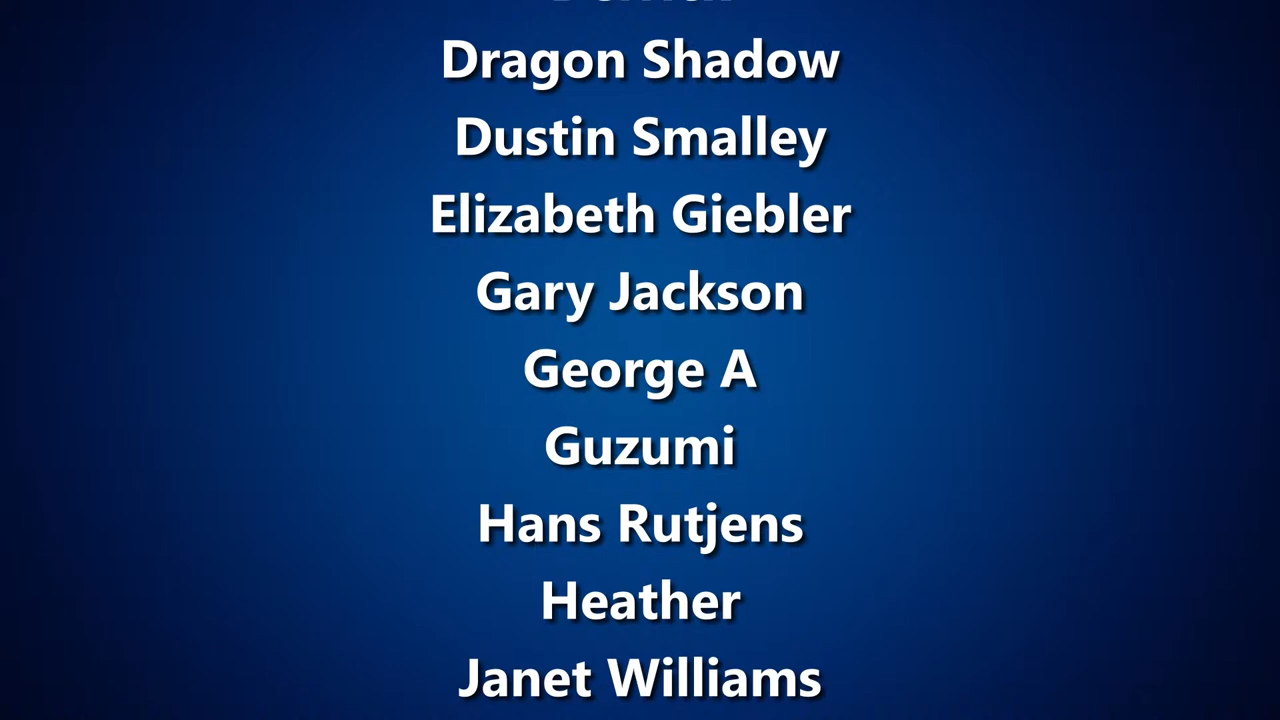 Dragon Shadow
Dustin Smalley
Elizabeth Giebler
Gary Jackson
George A
Guzumi
Hans Rutjens
Heather
Janet Williams